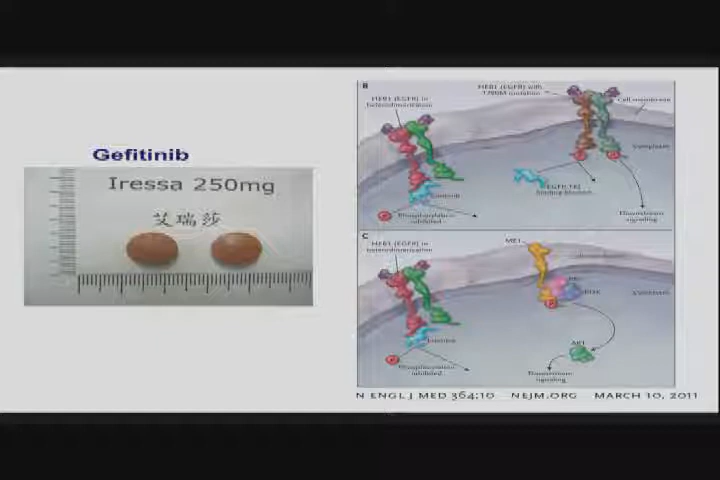 Gefitinib
Iressa 250mg
艾瑞莎
B
HER1 (EGFR) in
heterodimerization
HER1 (EGFR) with
T790M mutation
Cell membrane
Cytoplasm
P
P
P
EGFR TKI
binding blocked
Phosphorylation
inhibited
Downstream
signaling
C
HER1 (EGFR) in
heterodimerization
MET
PI3K
Cytoplasm
P
P
AKT
Phosphorylation
inhibited
Downstream
signaling
N ENGL J MED 364:10 NEJM.ORG MARCH 10, 2011